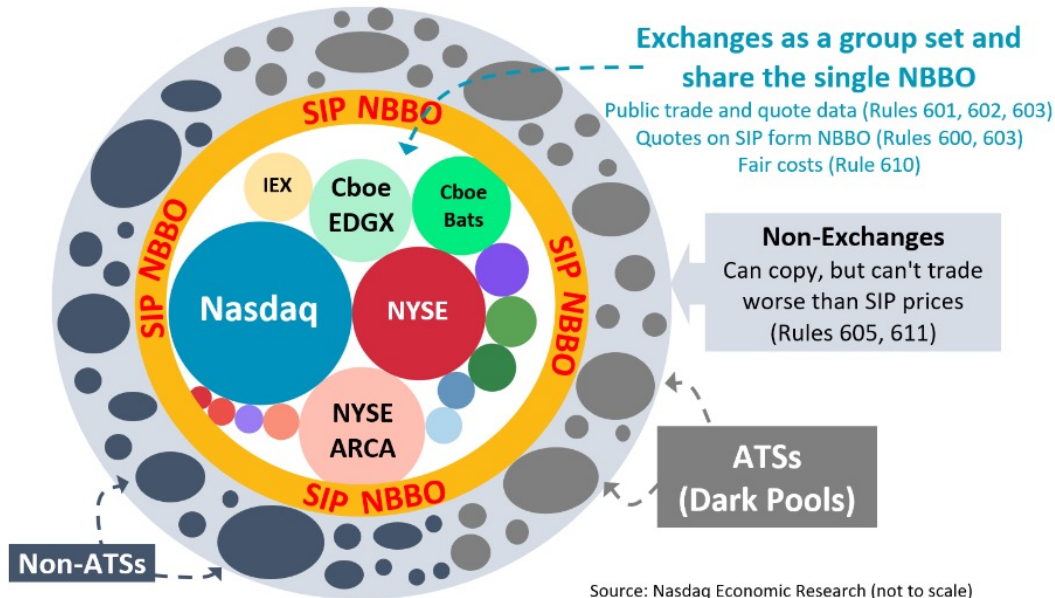 Exchanges as a group set and
share the single NBBO
Public trade and quote data (Rules 601, 602, 603)
Quotes on SIP form NBBO (Rules 600, 603)
Fair costs (Rule 610)
SIP NBBO
SIP NBBO
SIP NBBO
SIP NBBO
IEX
Cboe
EDGX
Cboe
Bats
Nasdaq
NYSE
NYSE
ARCA
Non-Exchanges
Can copy, but can't trade
worse than SIP prices
(Rules 605, 611)
ATSs
(Dark Pools)
Non-ATSs
Source: Nasdaq Economic Research (not to scale)